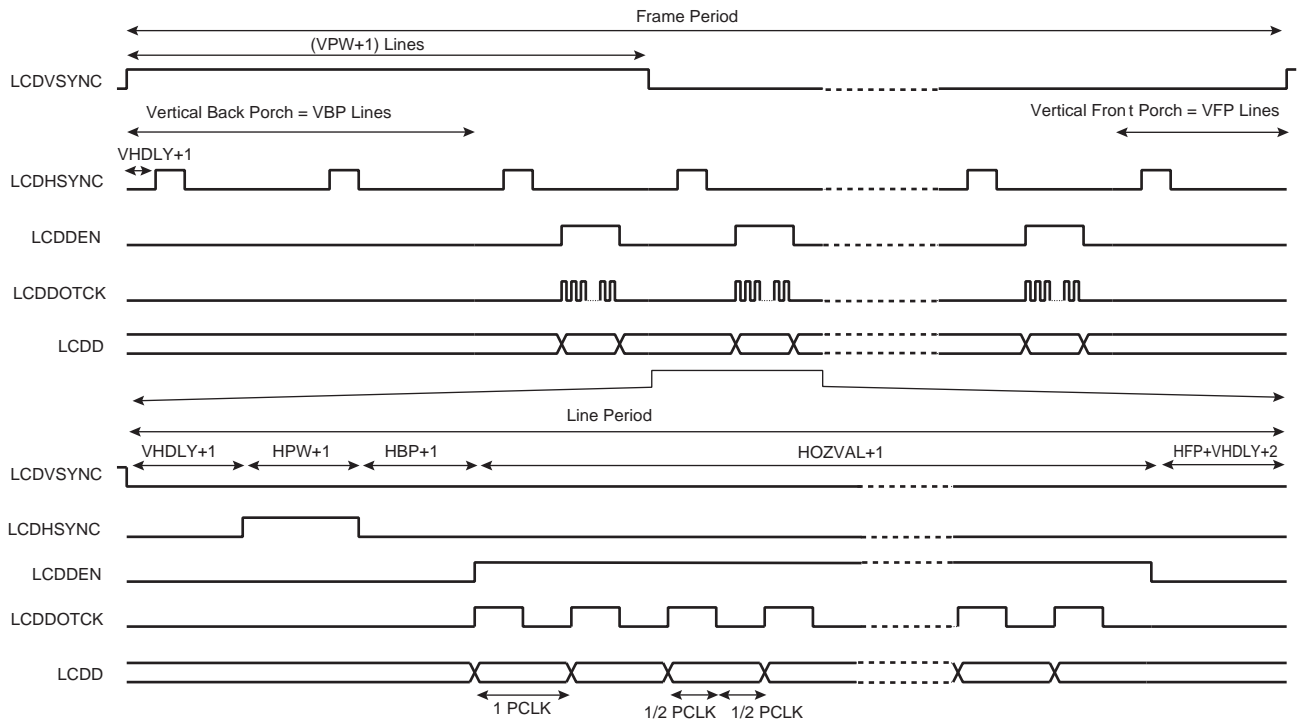 Frame Period
(VPW+1) Lines
LCDVSYNC
Vertical Back Porch = VBP Lines
Vertical Front Porch = VFP Lines
VHDLY+1
LCDHSYNC
LCDDEN
LCDDOTCK
LCDD
Line Period
VHDLY+1 HPW+1 HBP+1 HOZVAL+1 HFP+VHDLY+2
LCDVSYNC
LCDHSYNC
LCDDEN
LCDDOTCK
LCDD
1 PCLK 1/2 PCLK 1/2 PCLK